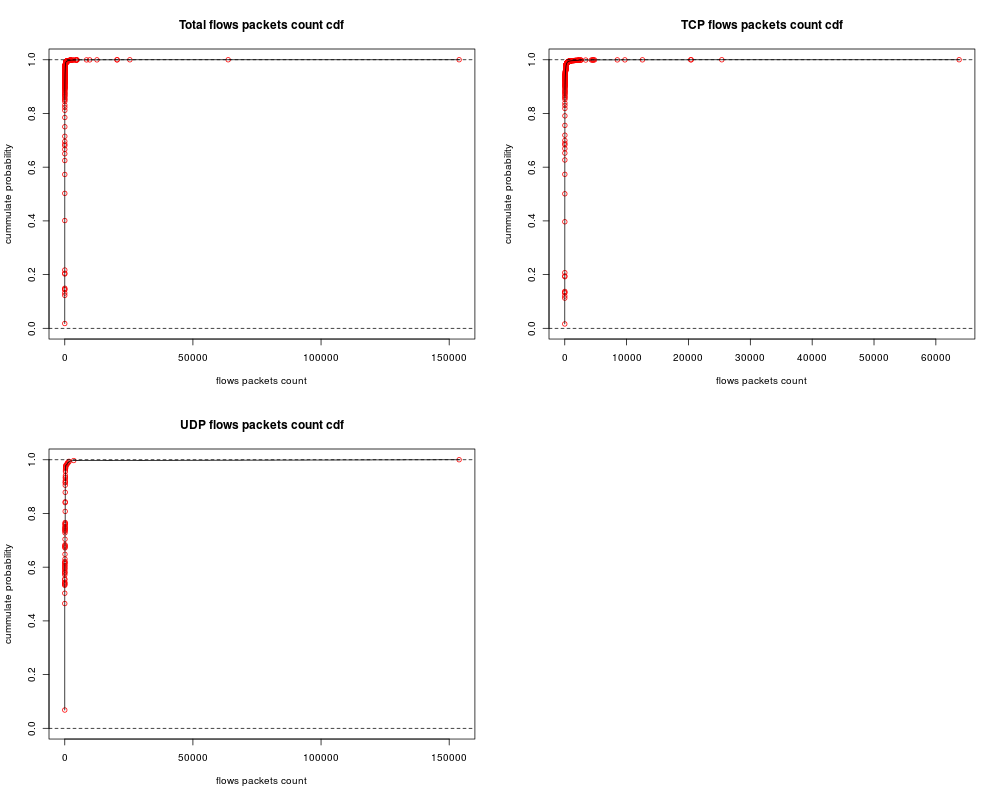 Total flows packets count cdf
cummulate probability
1.0
0.8
0.6
0.4
0.2
0.0
0 50000 100000 150000
flows packets count
TCP flows packets count cdf
cummulate probability
1.0
0.8
0.6
0.4
0.2
0.0
0 10000 20000 30000 40000 50000 60000
flows packets count
UDP flows packets count cdf
cummulate probability
1.0
0.8
0.6
0.4
0.2
0.0
0 50000 100000 150000
flows packets count